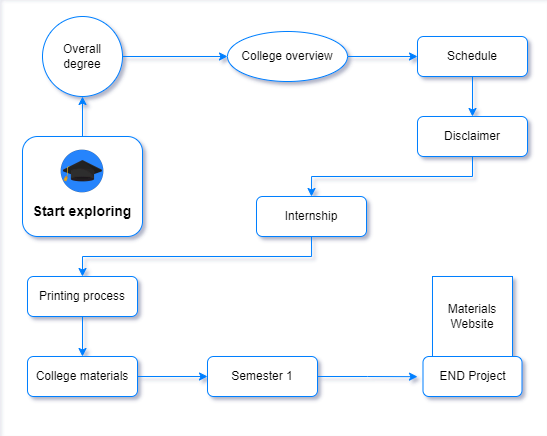 Overall
degree
College overview
Schedule
Disclaimer
Start exploring
Internship
Printing process
Materials
Website
College materials
Semester 1
END Project